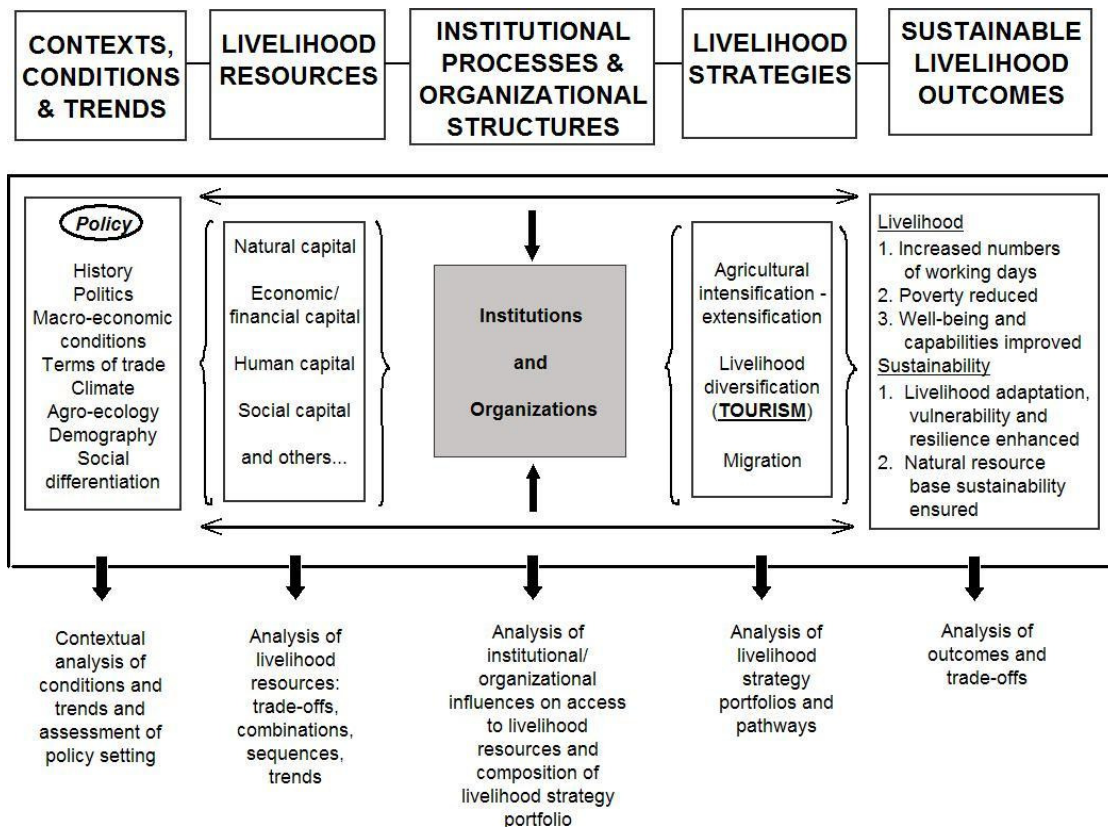 CONTEXTS,
CONDITIONS
& TRENDS
LIVELIHOOD
RESOURCES
INSTITUTIONAL
PROCESSES &
ORGANIZATIONAL
STRUCTURES
LIVELIHOOD
STRATEGIES
SUSTAINABLE
LIVELIHOOD
OUTCOMES
Policy
History
Politics
Macro-economic
conditions
Terms of trade
Climate
Agro-ecology
Demography
Social
differentiation
Natural capital
Economic/
financial capital
Human capital
Social capital
and others...
Institutions
and
Organizations
Agricultural
intensification -
extensification
Livelihood
diversification
(TOURISM)
Migration
Livelihood
1. Increased numbers
of working days
2. Poverty reduced
3. Well-being and
capabilities improved
Sustainability
1. Livelihood adaptation,
vulnerability and
resilience enhanced
2. Natural resource
base sustainability
ensured
Contextual
analysis of
conditions and
trends and
assessment of
policy setting
Analysis of
livelihood
resources:
trade-offs,
combinations,
sequences,
trends
Analysis of
institutional/
organizational
influences on access
to livelihood
resources and
composition of
livelihood strategy
portfolio
Analysis of
livelihood
strategy
portfolios and
pathways
Analysis of
outcomes and
trade-offs